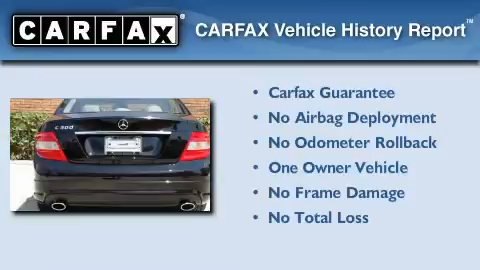 CARFAX® CARFAX Vehicle History Report™
• Carfax Guarantee
• No Airbag Deployment
• No Odometer Rollback
• One Owner Vehicle
• No Frame Damage
• No Total Loss
C 300